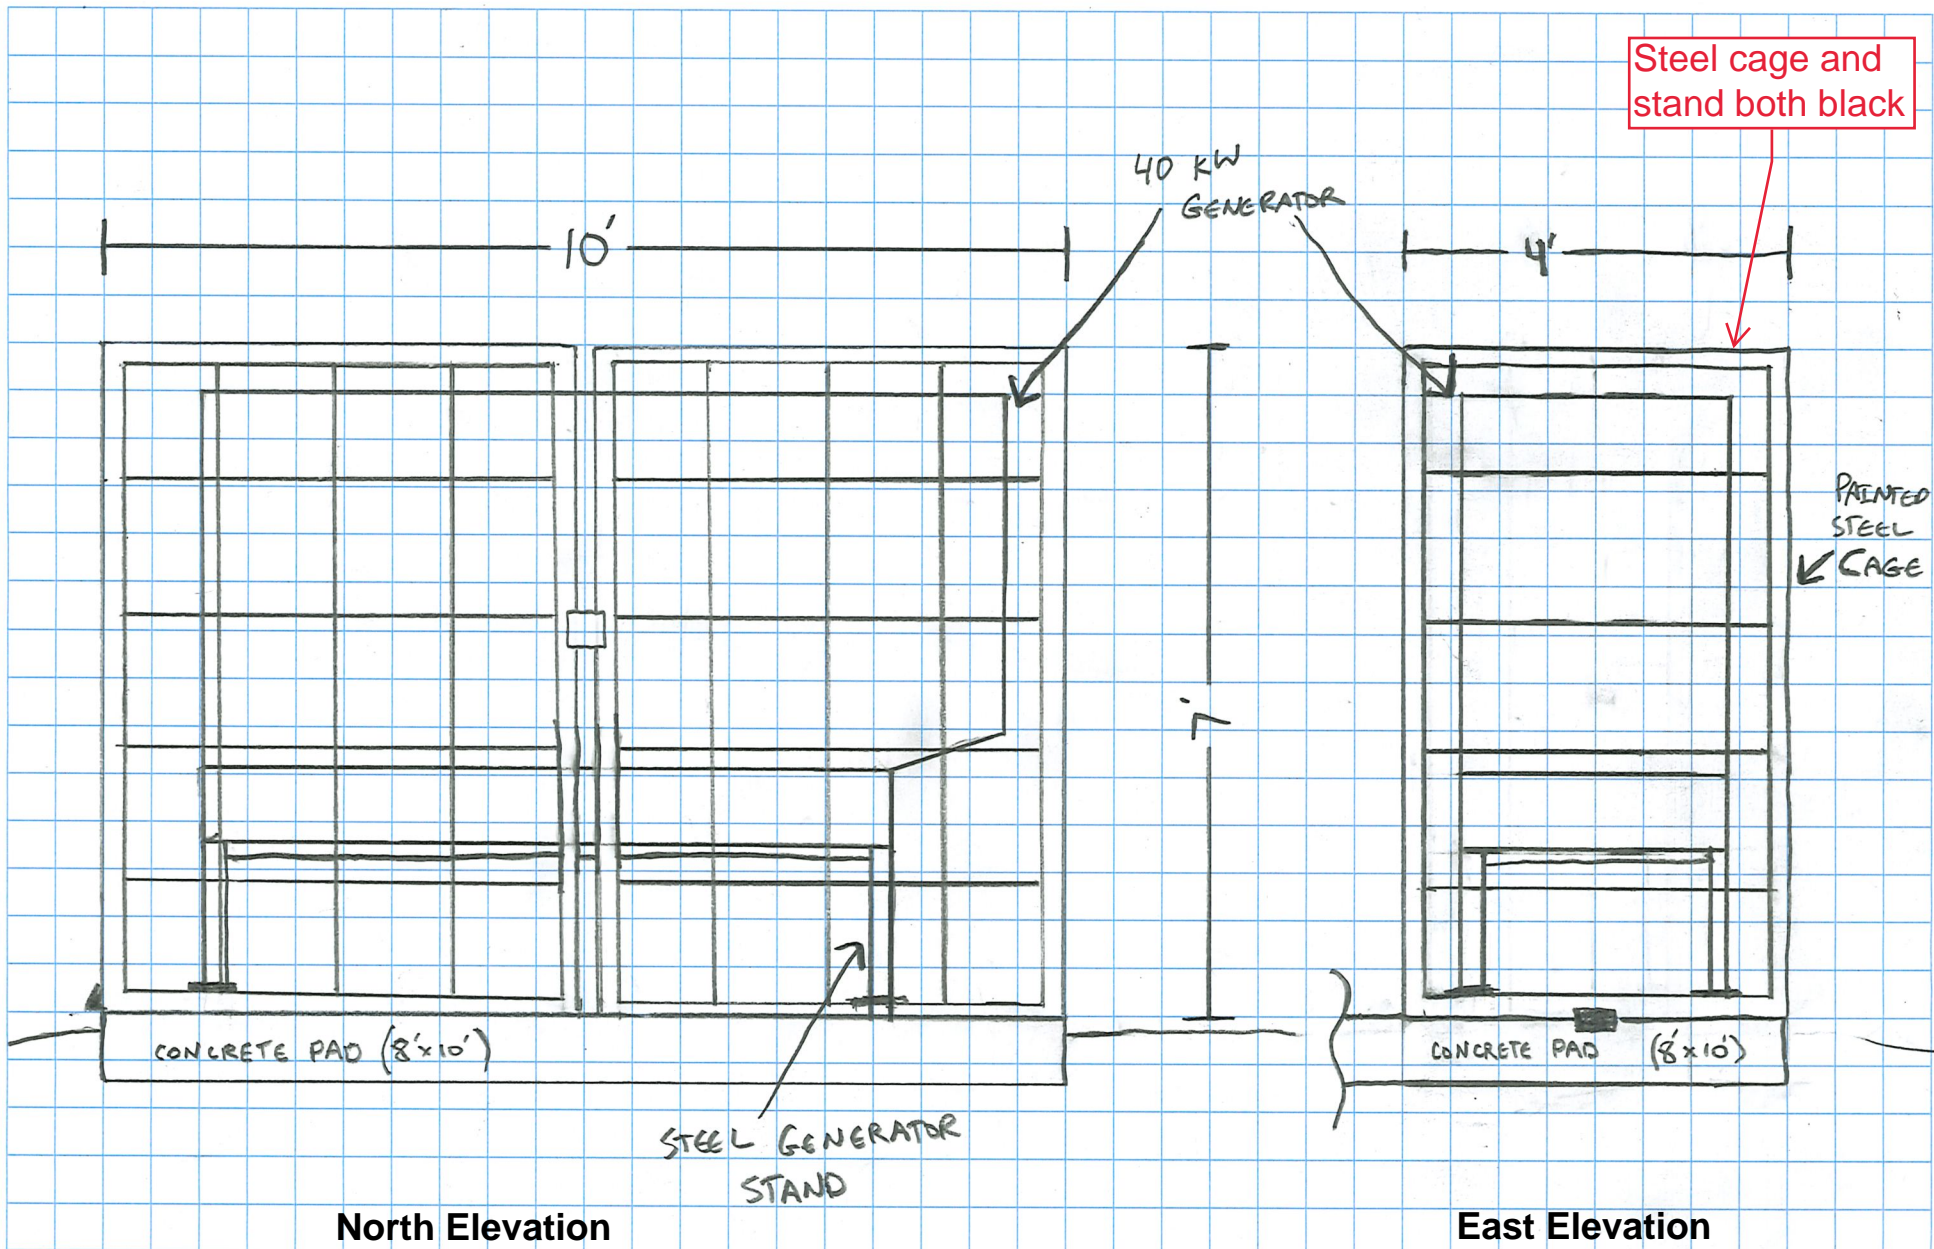 Steel cage and
stand both black
40 KW
GENERATOR
10'
4'
PAINTED
STEEL
CAGE
7'
CONCRETE PAD (8'x10')
CONCRETE PAD (8'x10')
STEEL GENERATOR
STAND
North Elevation
East Elevation